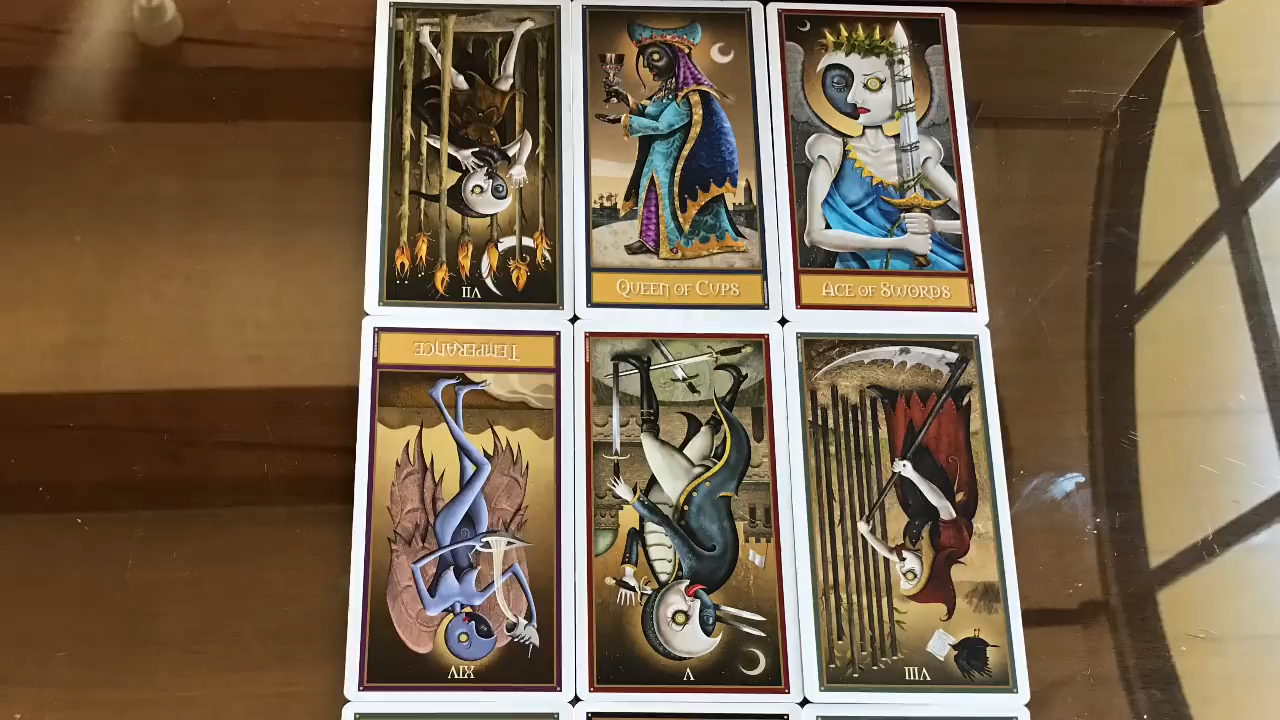 VII
QUEEN OF CUPS
ACE OF SWORDS
TEMPERANCE
XIV
V
VIII